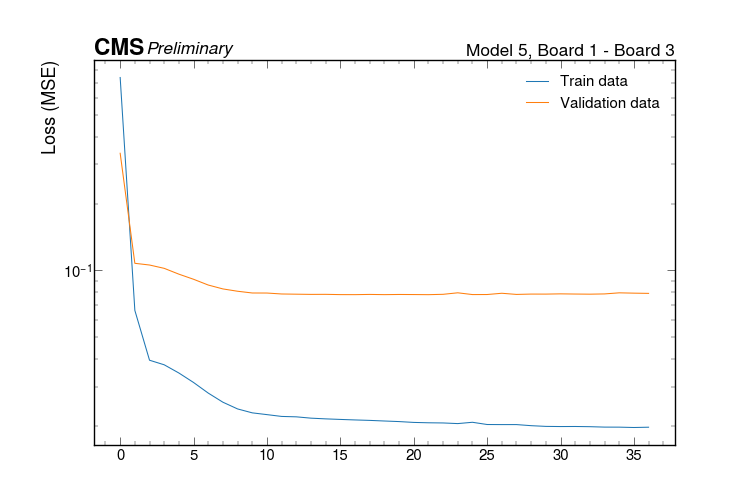 CMS Preliminary
Model 5, Board 1 - Board 3
Loss (MSE)
Train data
Validation data
10⁻¹
0 5 10 15 20 25 30 35